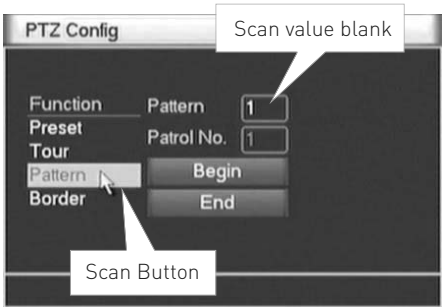 PTZ Config
Scan value blank
Function
Pattern 1
Preset
Patrol No. 1
Tour
Pattern
Begin
Border
End
Scan Button